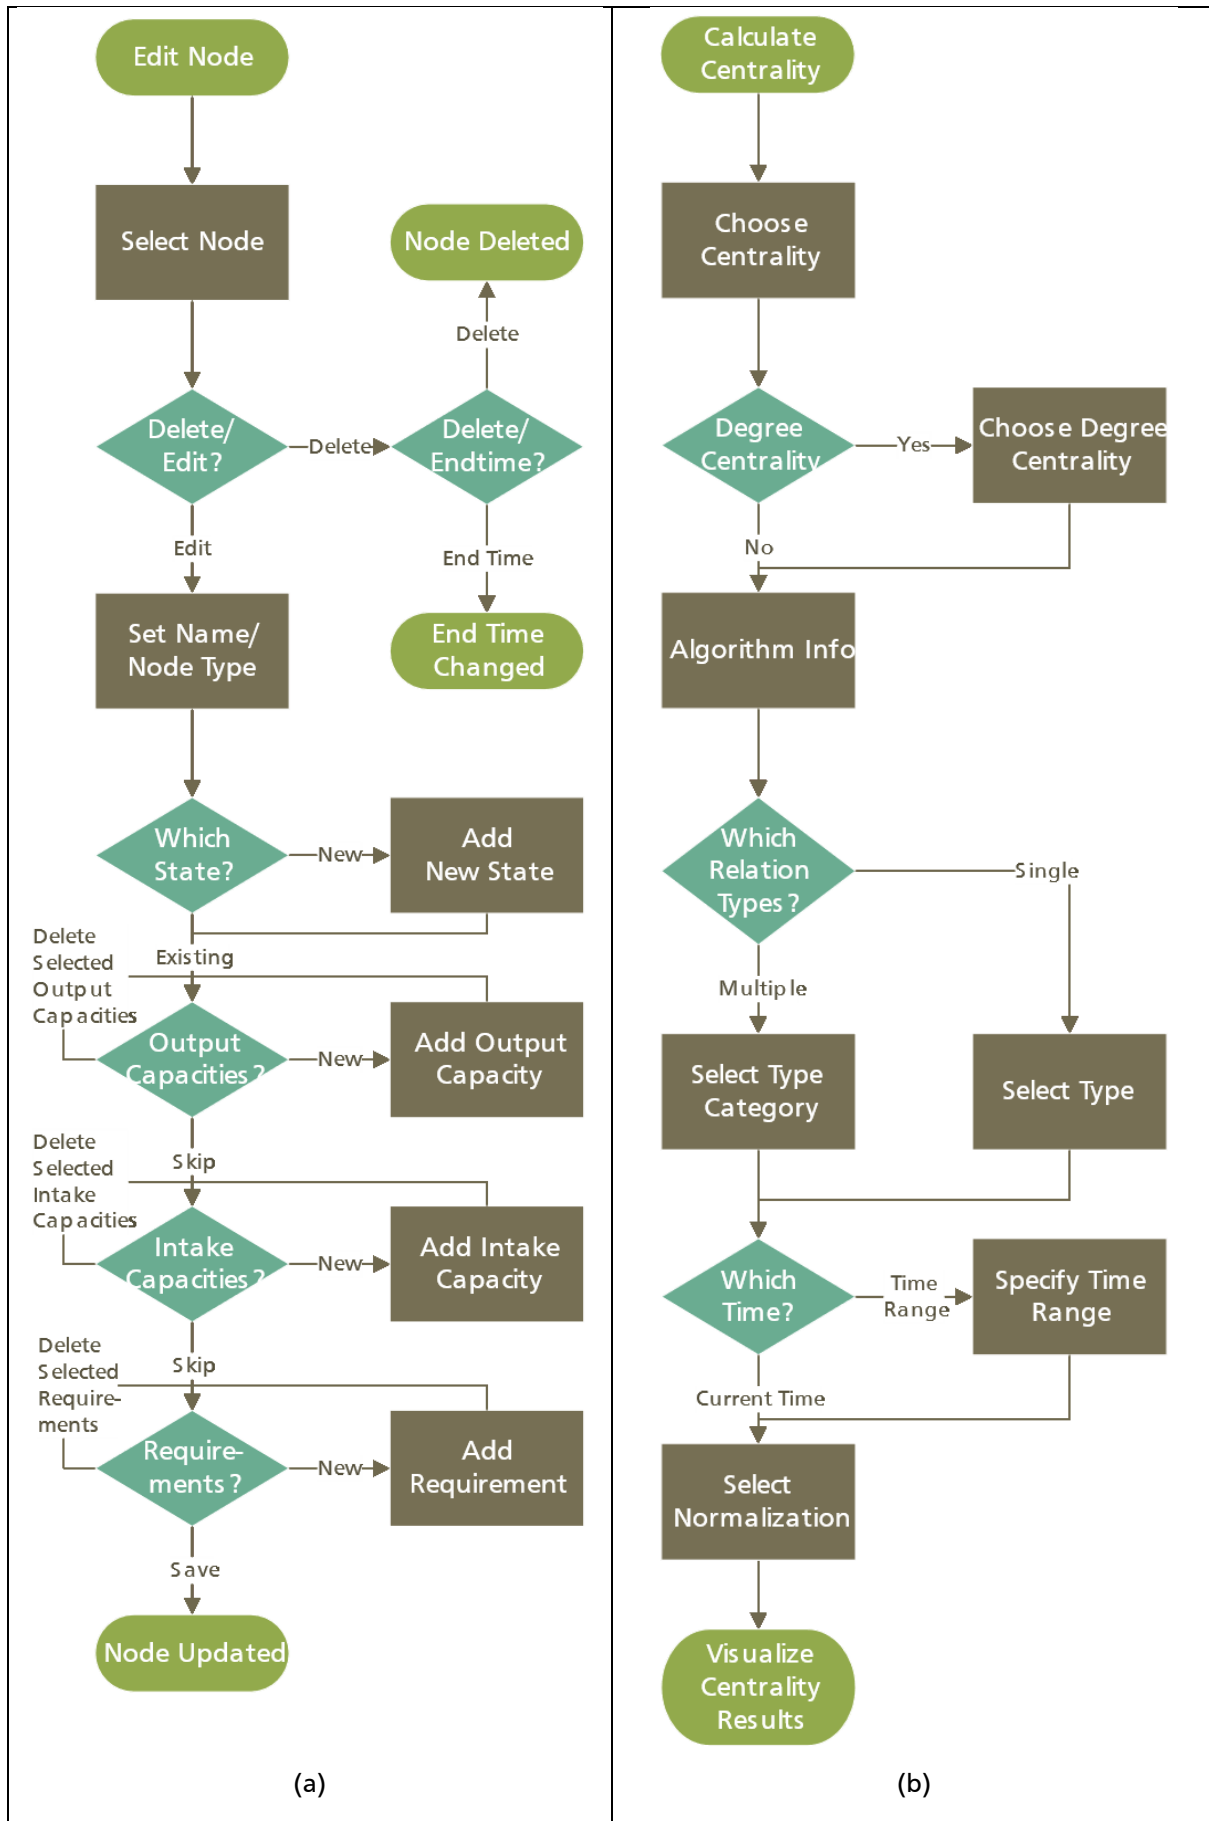 Edit Node
Select Node
Node Deleted
Delete
Delete/
Edit?
Delete
Delete/
Endtime?
Edit
End Time
Set Name/
Node Type
End Time
Changed
Which
State?
New
Add
New State
Existing
Delete
Selected
Output
Capacities
Output
Capacities?
New
Add Output
Capacity
Skip
Delete
Selected
Intake
Capacities
Intake
Capacities?
New
Add Intake
Capacity
Skip
Delete
Selected
Require-
ments
Require-
ments?
New
Add
Requirement
Save
Node Updated
(a)
Calculate
Centrality
Choose
Centrality
Degree
Centrality
Yes
Choose Degree
Centrality
No
Algorithm Info
Which
Relation
Types?
Single
Multiple
Select Type
Category
Select Type
Which
Time?
Time
Range
Specify Time
Range
Current Time
Select
Normalization
Visualize
Centrality
Results
(b)